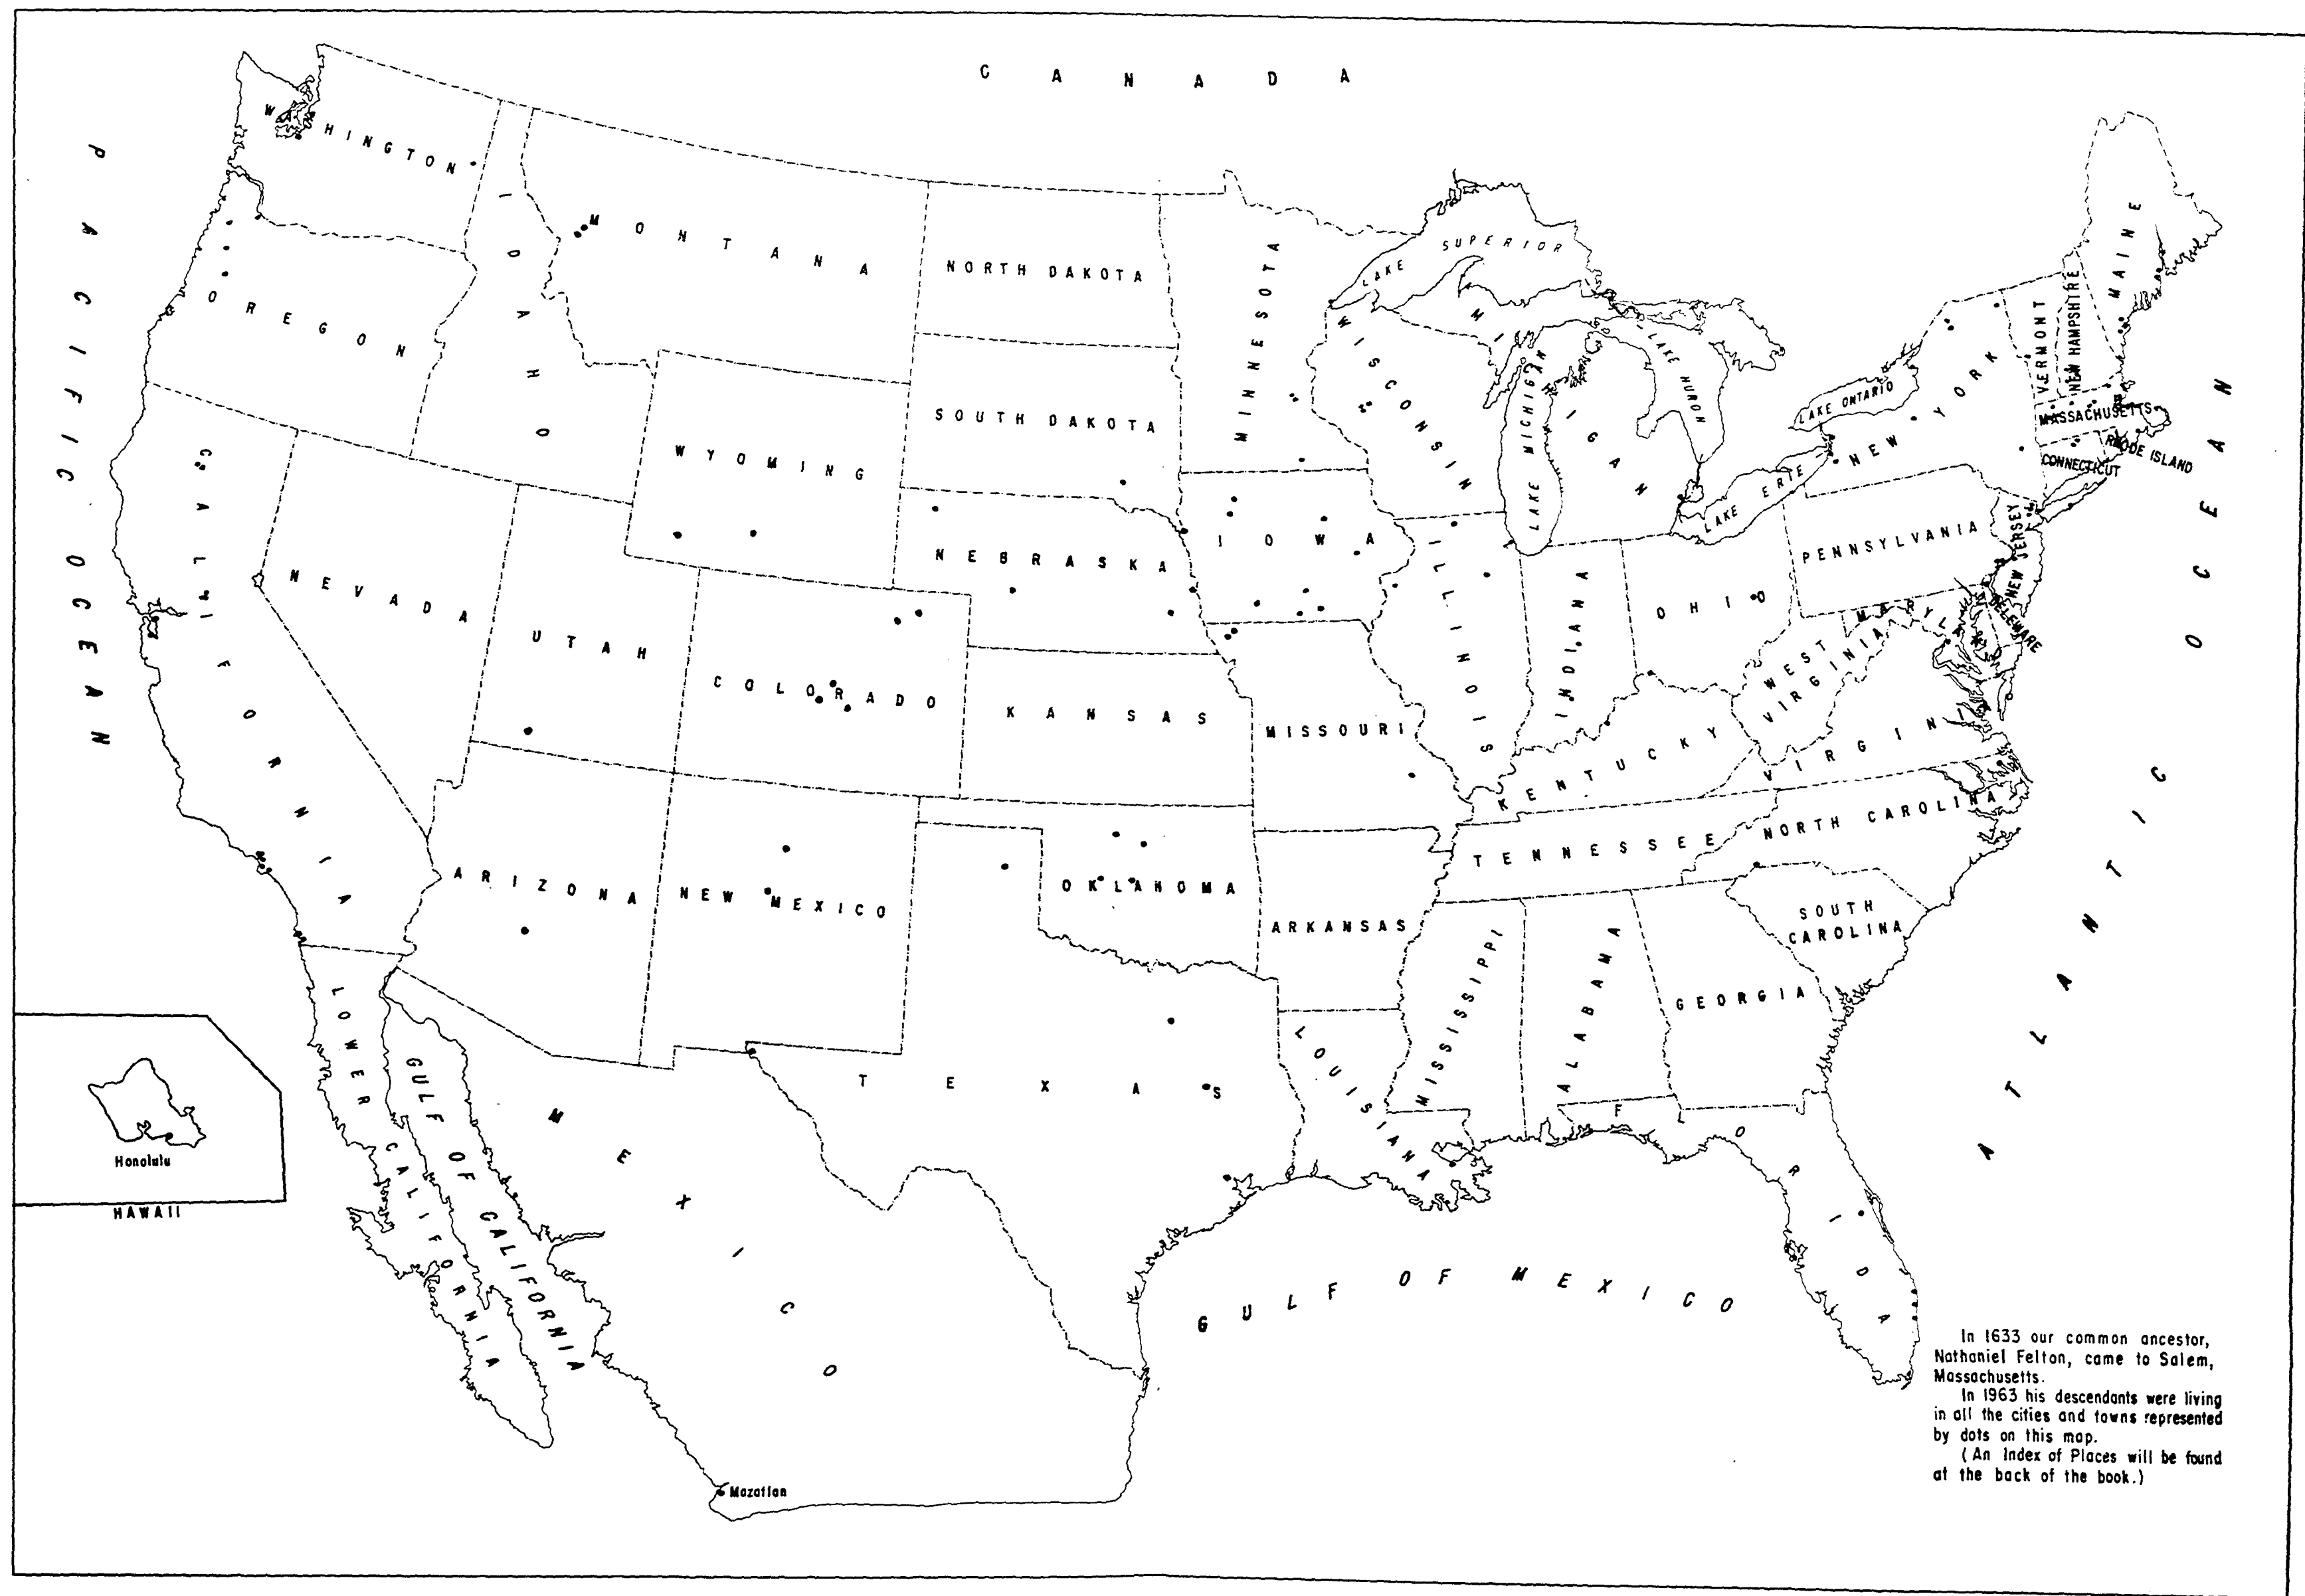 CANADA
PACIFIC OCEAN
WASHINGTON
IDAHO
MONTANA
NORTH DAKOTA
MINNESOTA
LAKE SUPERIOR
MAINE
OREGON
SOUTH DAKOTA
WISCONSIN
MICHIGAN
LAKE MICHIGAN
LAKE HURON
LAKE ONTARIO
LAKE ERIE
NEW YORK
VERMONT
NEW HAMPSHIRE
MASSACHUSETTS
RHODE ISLAND
CONNECTICUT
WYOMING
NEBRASKA
IOWA
ILLINOIS
INDIANA
OHIO
PENNSYLVANIA
NEW JERSEY
CALIFORNIA
NEVADA
UTAH
COLORADO
KANSAS
MISSOURI
KENTUCKY
WEST
VIRGINIA
VIRGINIA
ATLANTIC OCEAN
ARIZONA
NEW MEXICO
OKLAHOMA
ARKANSAS
TENNESSEE
NORTH CAROLINA
SOUTH
CAROLINA
TEXAS
LOUISIANA
MISSISSIPPI
ALABAMA
GEORGIA
FLORIDA
LOWER CALIFORNIA
GULF OF CALIFORNIA
MEXICO
GULF OF MEXICO
Honolulu
HAWAII
Mazatlan
In 1633 our common ancestor,
Nathaniel Felton, came to Salem,
Massachusetts.
In 1963 his descendants were living
in all the cities and towns represented
by dots on this map.
(An Index of Places will be found
at the back of the book.)